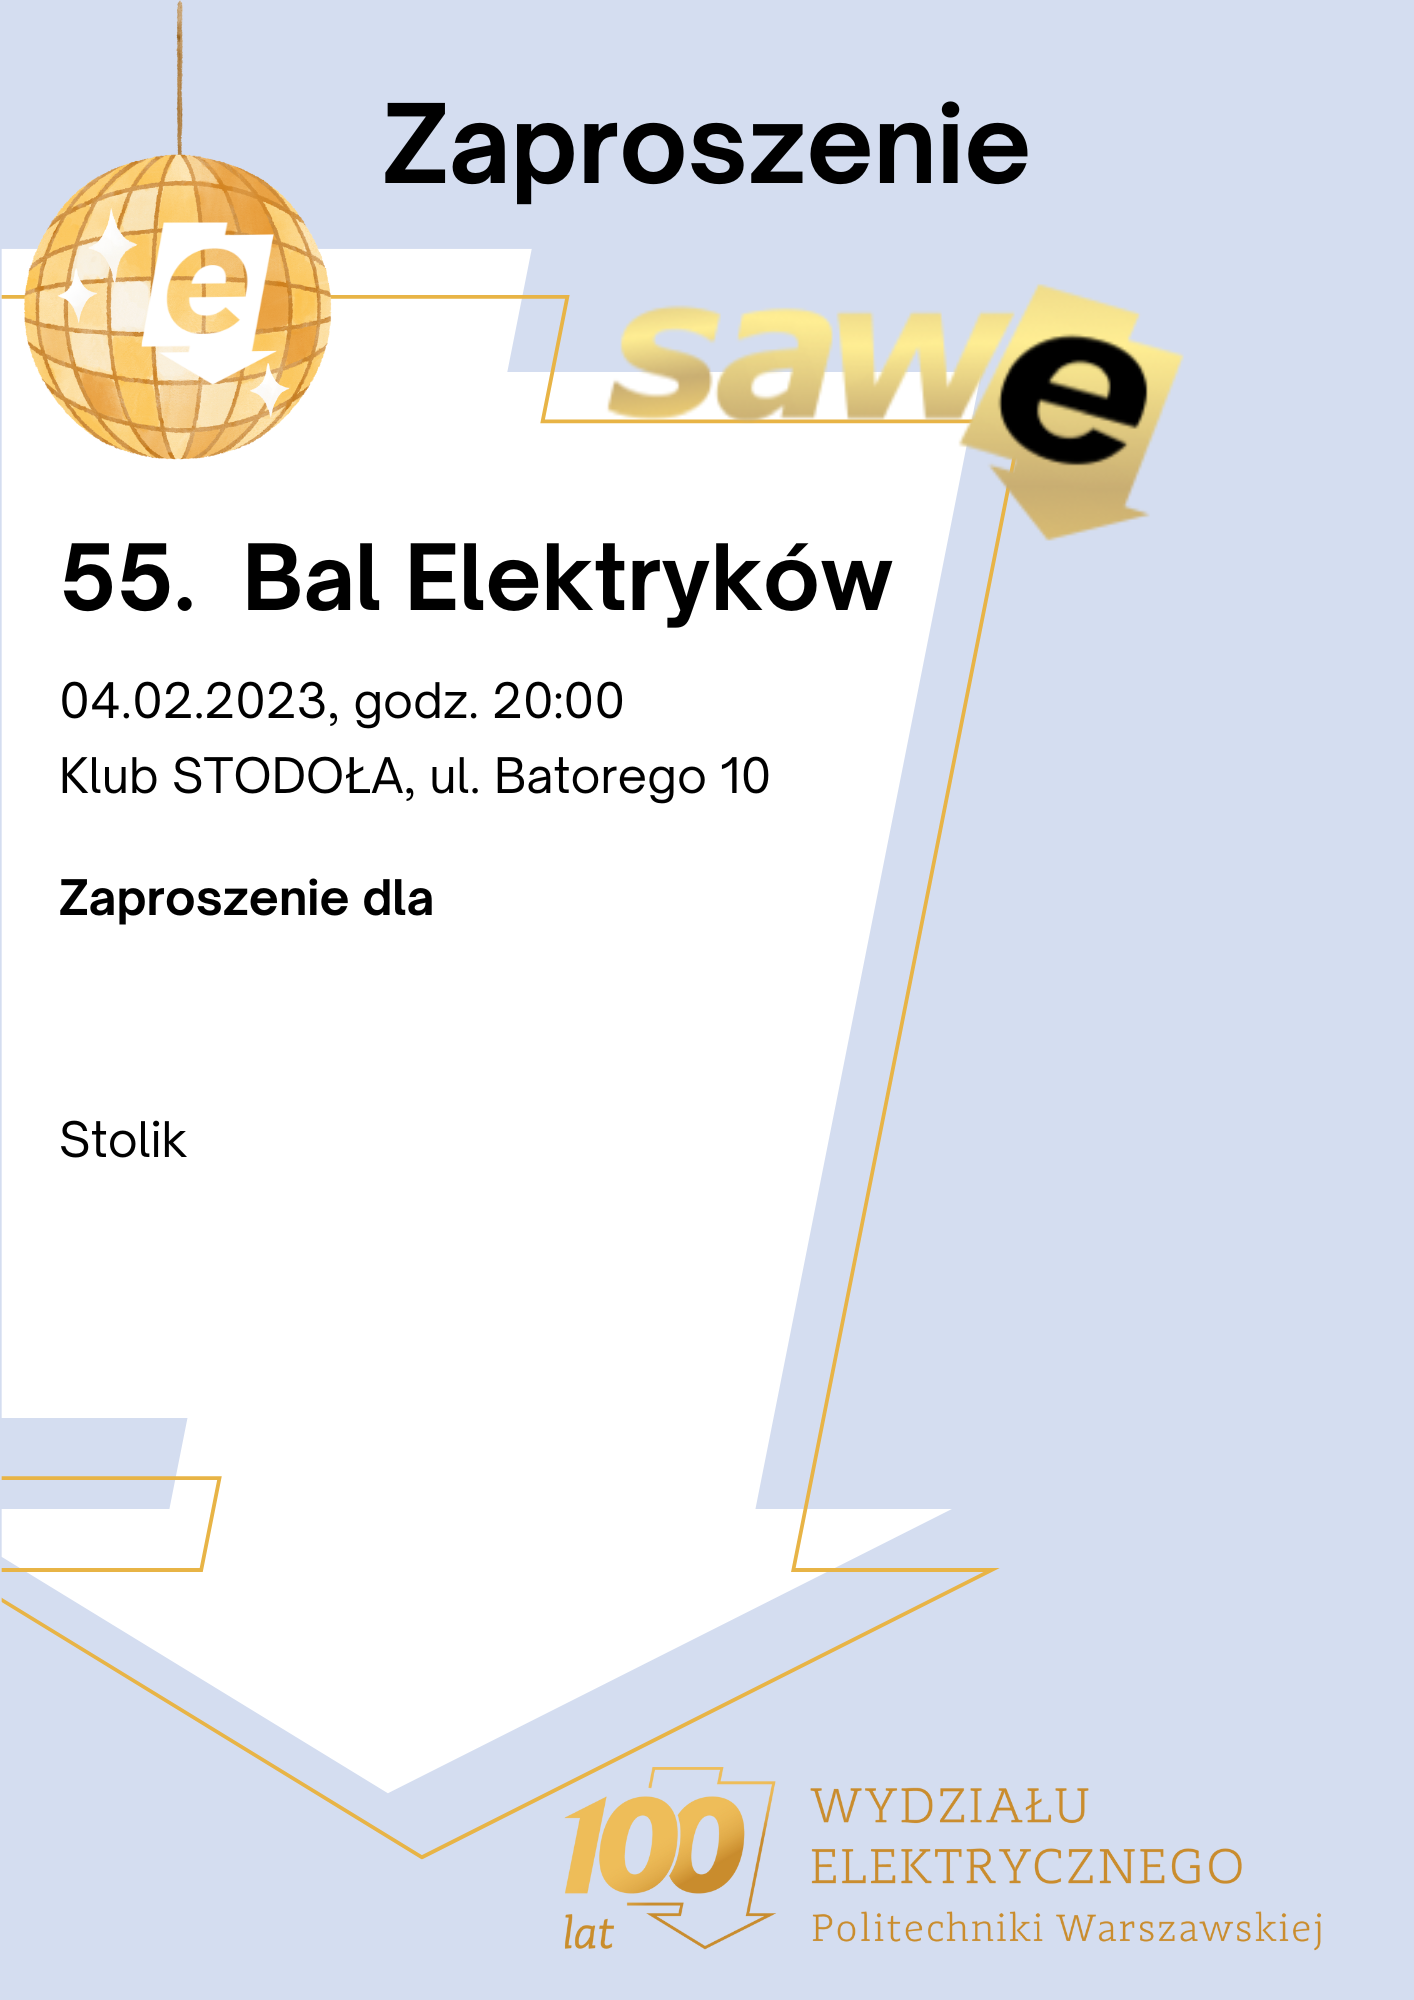 Zaproszenie
e
sawe
55. Bal Elektryków
04.02.2023, godz. 20:00
Klub STODOŁA, ul. Batorego 10
Zaproszenie dla
Stolik
100
lat
WYDZIAŁU
ELEKTRYCZNEGO
Politechniki Warszawskiej